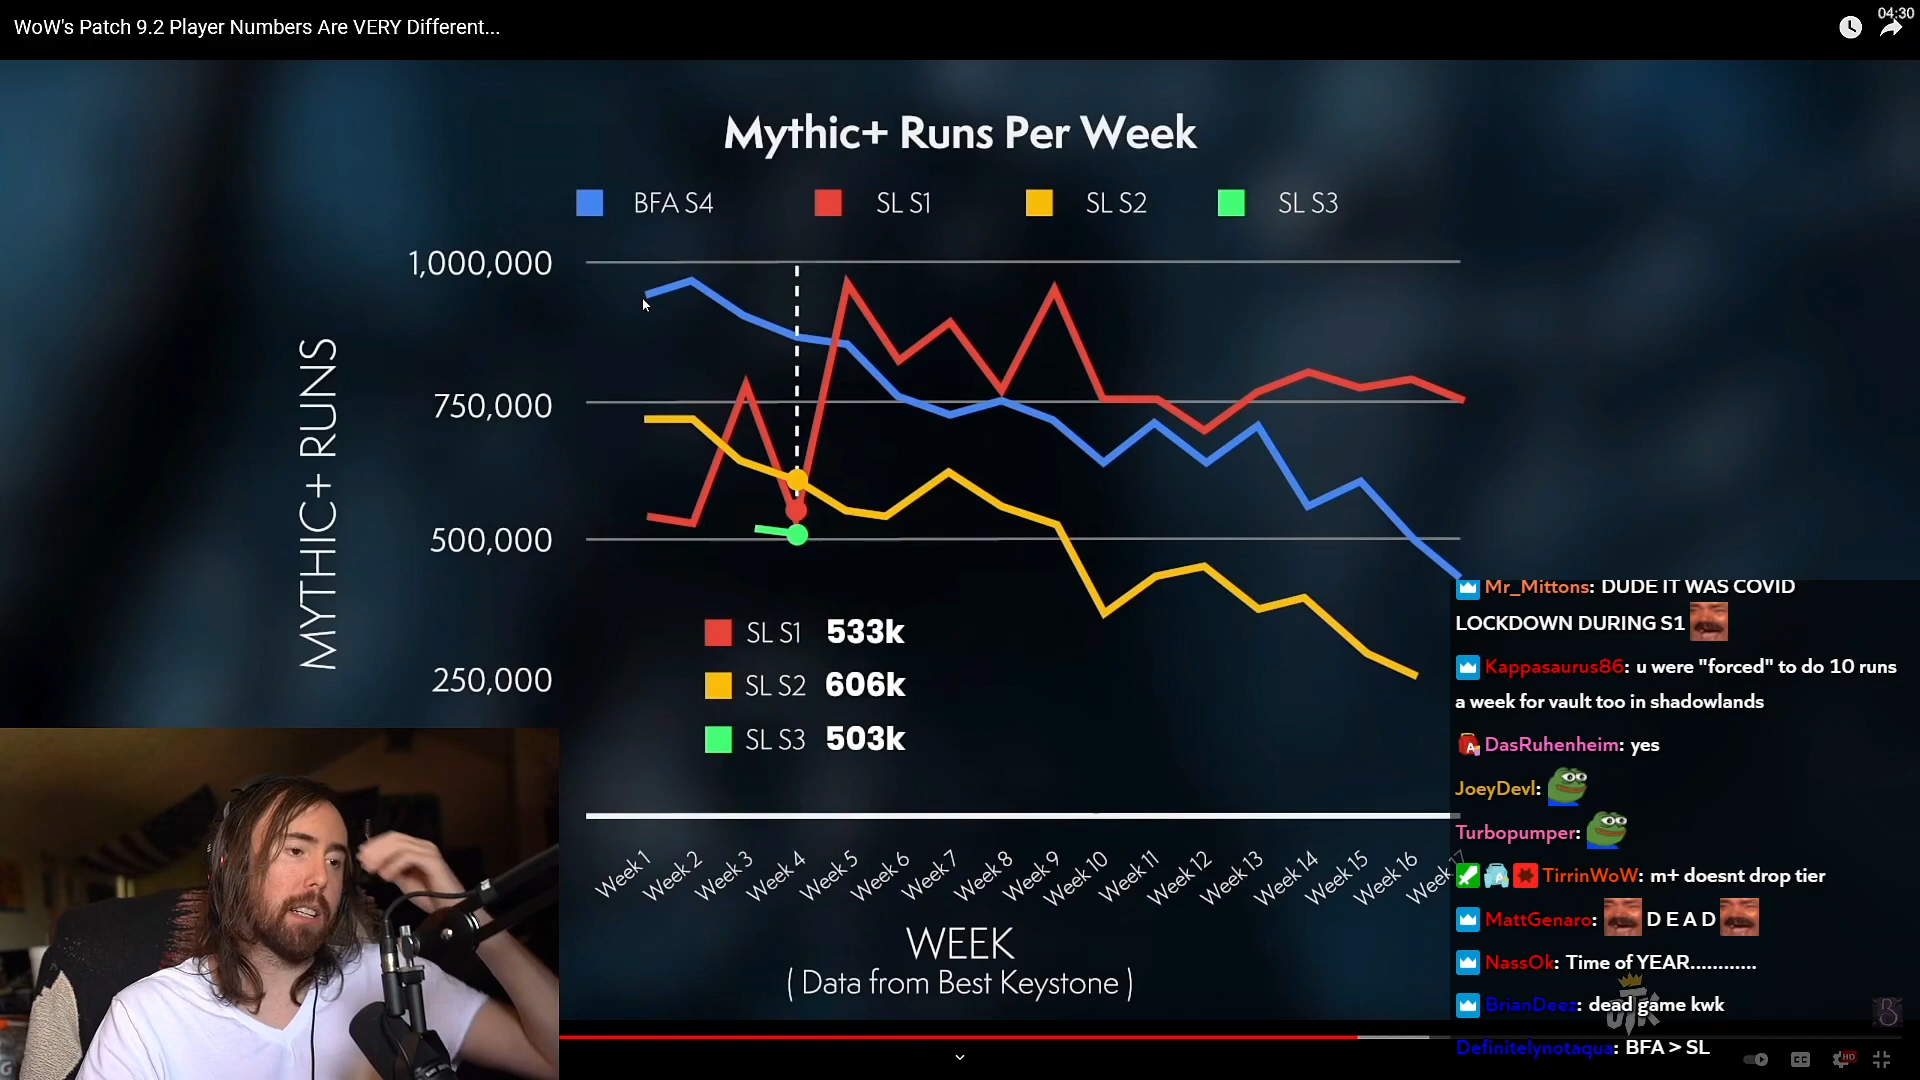 WoW's Patch 9.2 Player Numbers Are VERY Different...
04:30
Mythic+ Runs Per Week
BFA S4 SL S1 SL S2 SL S3
1,000,000
750,000
500,000
250,000
MYTHIC+ RUNS
SL S1 533k
SL S2 606k
SL S3 503k
Week 1 Week 2 Week 3 Week 4 Week 5 Week 6 Week 7 Week 8 Week 9 Week 10 Week 11 Week 12 Week 13 Week 14 Week 15 Week 16 Week 17
WEEK
( Data from Best Keystone )
Mr_Mittons: DUDE IT WAS COVID
LOCKDOWN DURING S1
Kappasaurus86: u were "forced" to do 10 runs
a week for vault too in shadowlands
DasRuhenheim: yes
JoeyDevl:
Turbopumper:
TirrinWoW: m+ doesnt drop tier
MattGenaro: D E A D
NassOk: Time of YEAR............
BrianDeez: dead game kwk
Definitelynotaqua: BFA > SL
CC
HD